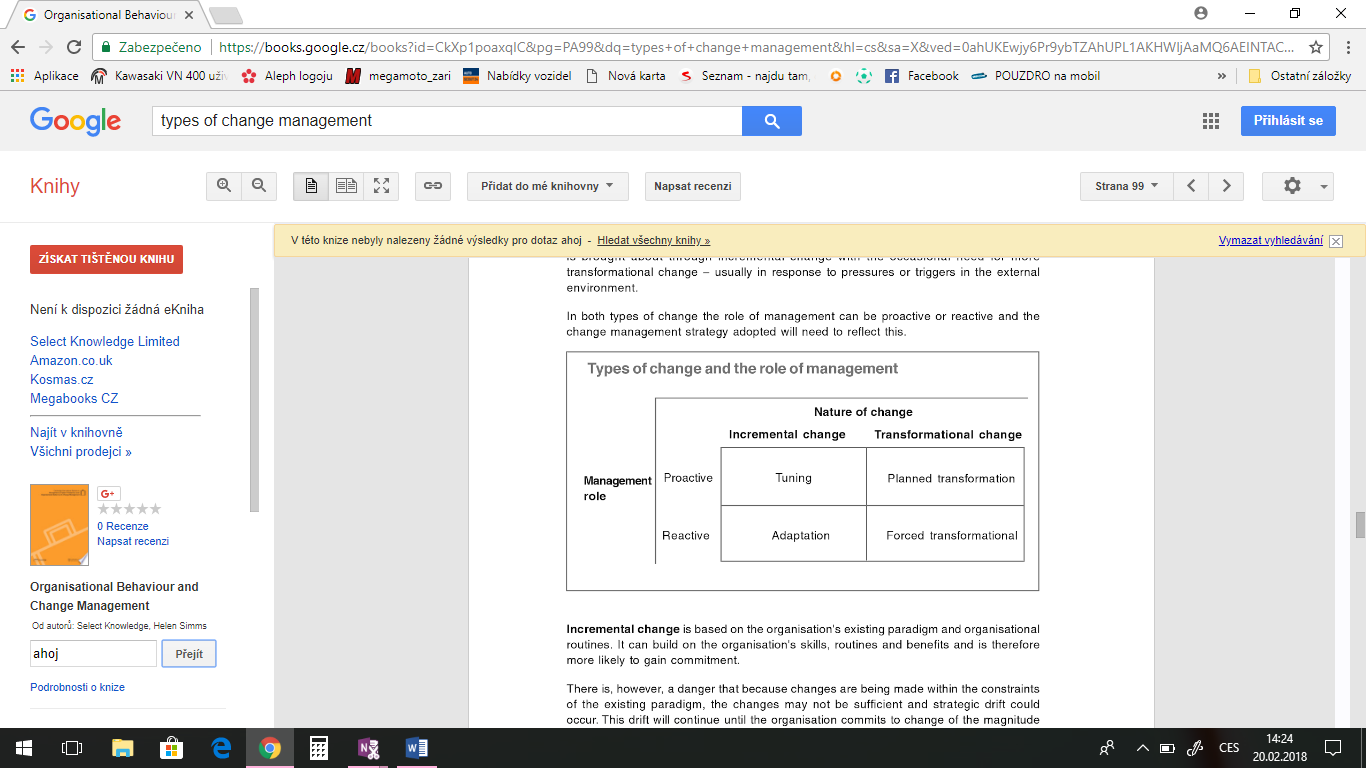 Organisational Behaviour
Zabezpečeno
https://books.google.cz/books?id=CkXp1poaxqIC&pg=PA99&dq=types+of+change+management&hl=cs&sa=X&ved=0ahUKEwjy6Pr9ybTZAhUPL1AKHWIjAaMQ6AEINTAC...
Aplikace Kawasaki VN 400 uživ Aleph logoju megamoto_zari Nabídky vozidel Nová karta Seznam - najdu tam, Facebook POUZDRO na mobil » Ostatní záložky
Google types of change management Přihlásit se
Knihy Přidat do mé knihovny Napsat recenzi Strana 99
V této knize nebyly nalezeny žádné výsledky pro dotaz ahoj - Hledat všechny knihy » Vymazat vyhledávání
ZÍSKAT TIŠTĚNOU KNIHU
Není k dispozici žádná eKniha
Select Knowledge Limited
Amazon.co.uk
Kosmas.cz
Megabooks CZ
Najít v knihovně
Všichni prodejci »
G+
0 Recenze
Napsat recenzi
Organisational Behaviour and
Change Management
Od autorů: Select Knowledge, Helen Simms
ahoj Přejít
Podrobnosti o knize
is brought about through incremental change with the occasional need for more
transformational change – usually in response to pressures or triggers in the external
environment.
In both types of change the role of management can be proactive or reactive and the
change management strategy adopted will need to reflect this.
Types of change and the role of management
Nature of change
Incremental change Transformational change
Management
role
Proactive Tuning Planned transformation
Reactive Adaptation Forced transformational
Incremental change is based on the organisation's existing paradigm and organisational
routines. It can build on the organisation's skills, routines and benefits and is therefore
more likely to gain commitment.
There is, however, a danger that because changes are being made within the constraints
of the existing paradigm, the changes may not be sufficient and strategic drift could
occur. This drift will continue until the organisation commits to change of the magnitude
CES
14:24
20.02.2018